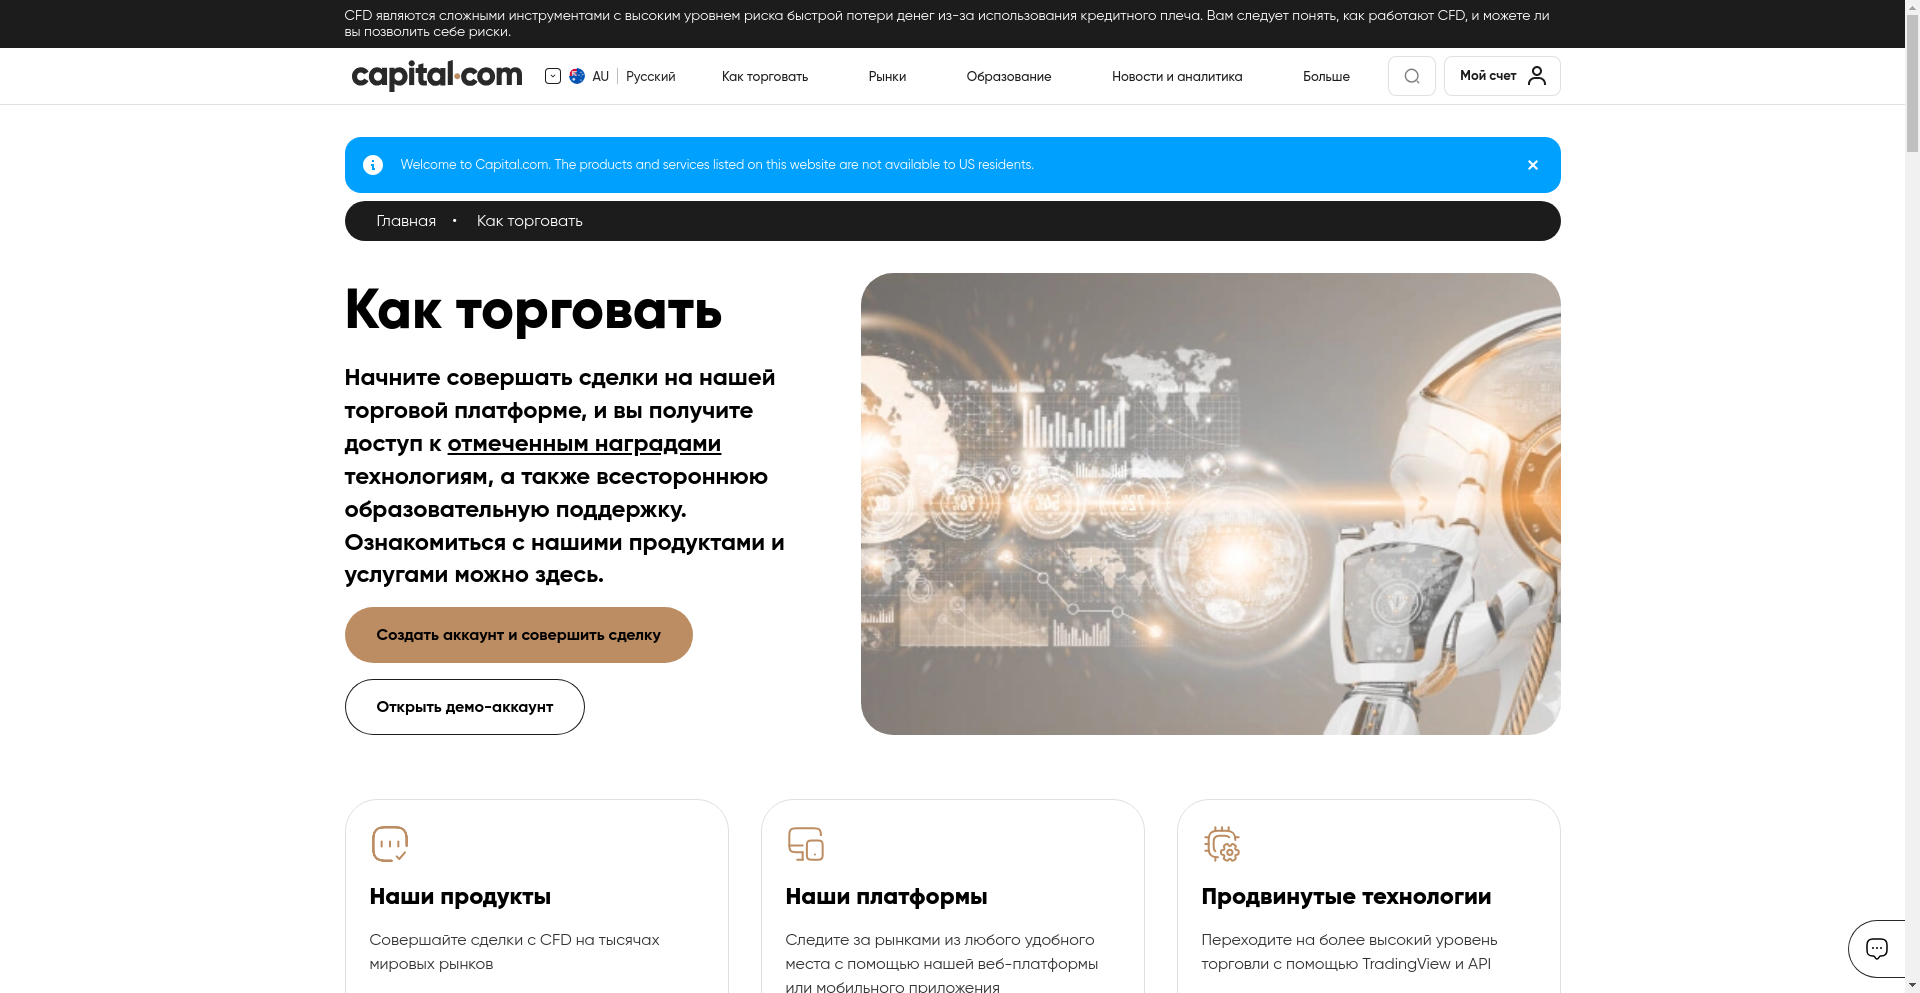 CFD являются сложными инструментами с высоким уровнем риска быстрой потери денег из-за использования кредитного плеча. Вам следует понять, как работают CFD, и можете ли
вы позволить себе риски.
capital.com
AU Русский
Как торговать
Рынки
Образование
Новости и аналитика
Больше
Мой счет
Welcome to Capital.com. The products and services listed on this website are not available to US residents.
Главная • Как торговать
Как торговать
Начните совершать сделки на нашей
торговой платформе, и вы получите
доступ к отмеченным наградами
технологиям, а также всестороннюю
образовательную поддержку.
Ознакомиться с нашими продуктами и
услугами можно здесь.
Создать аккаунт и совершить сделку
Открыть демо-аккаунт
Наши продукты
Совершайте сделки с CFD на тысячах
мировых рынков
Наши платформы
Следите за рынками из любого удобного
места с помощью нашей веб-платформы
или мобильного приложения
Продвинутые технологии
Переходите на более высокий уровень
торговли с помощью TradingView и API